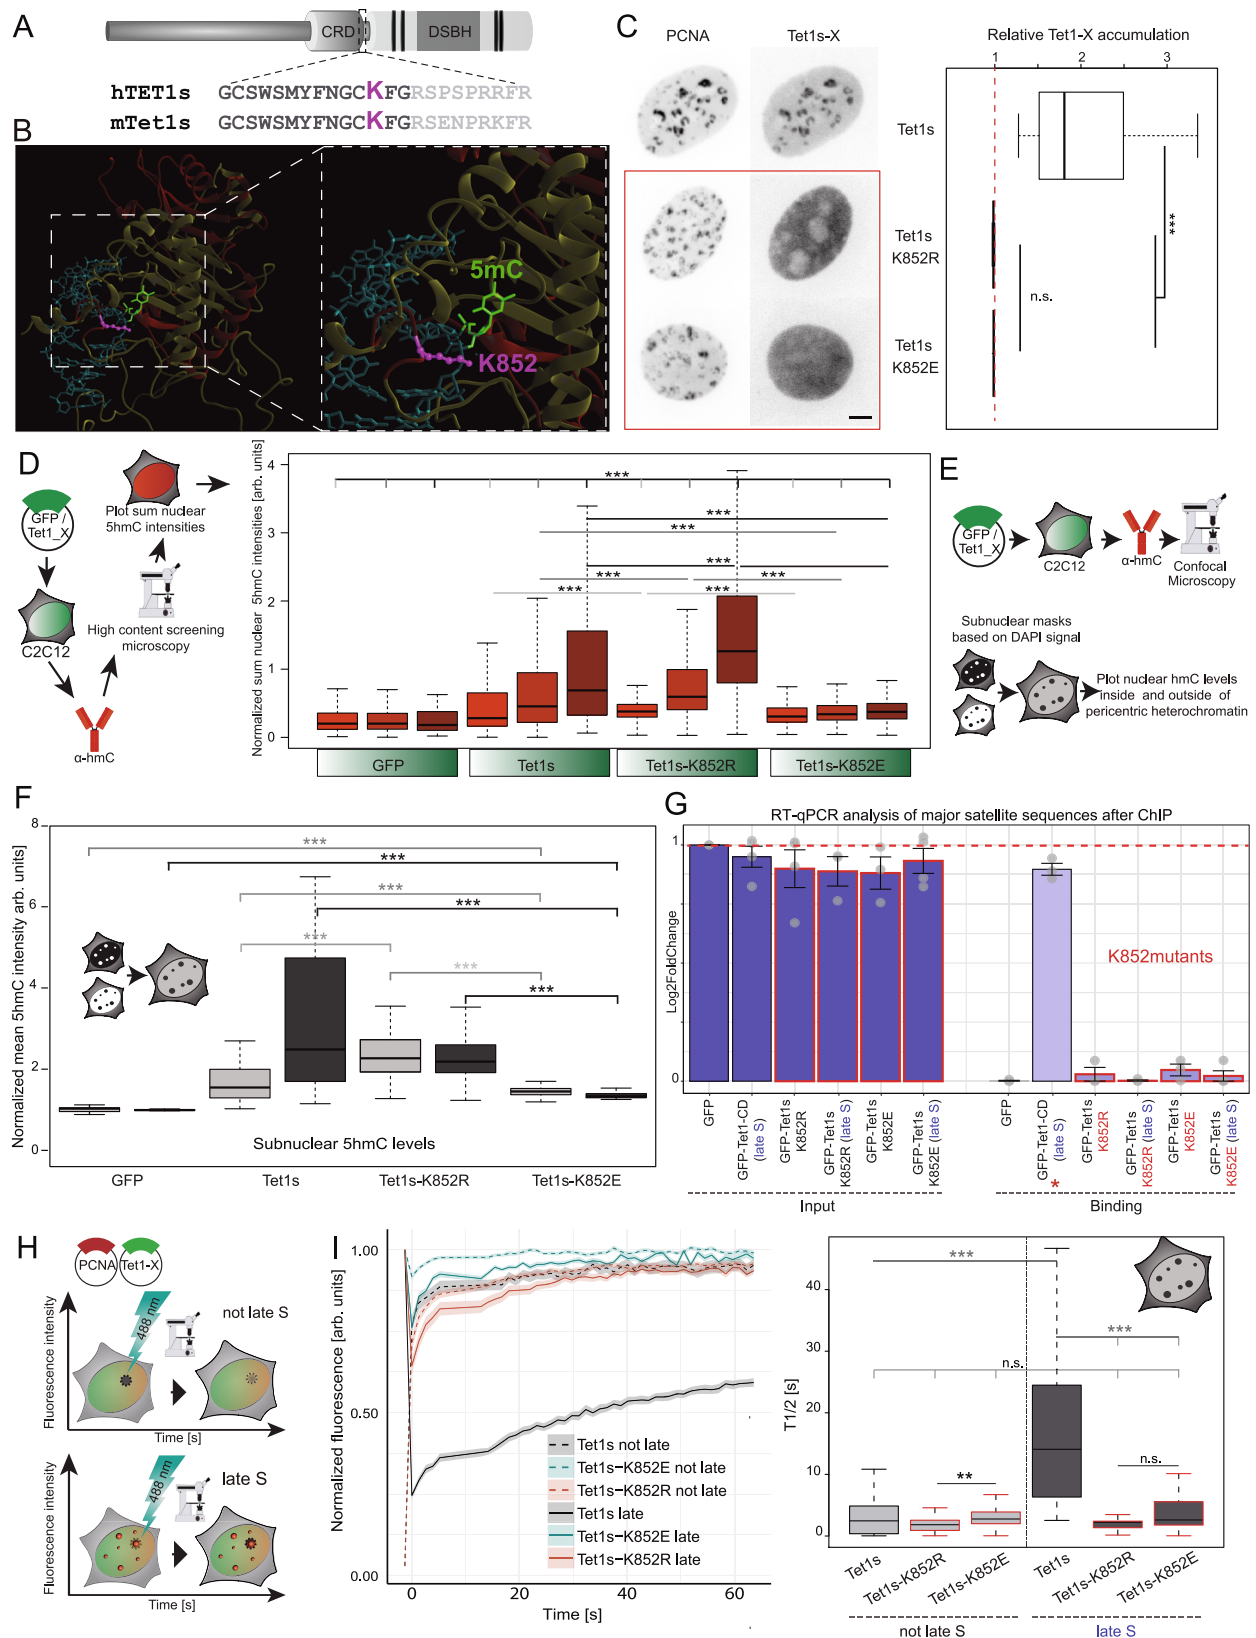 A
CRD
DSBH
hTET1s GCSWSMYFNGCKFGRSPSPRRFR
mTet1s GCSWSMYFNGCKFGRSENPRKFR
B
5mC
K852
C
PCNA
Tet1s-X
Relative Tet1-X accumulation
1 2 3
Tet1s
Tet1s
K852R
Tet1s
K852E
n.s.
***
D
GFP /
Tet1_X
C2C12
α-hmC
High content screening
microscopy
Plot sum nuclear
5hmC intensities
Normalized sum nuclear 5hmC intensities [arb. units]
4
3
2
1
0
***
***
***
***
*** ***
*** ***
GFP
Tet1s
Tet1s-K852R
Tet1s-K852E
E
GFP /
Tet1_X
C2C12
α-hmC
Confocal
Microscopy
Subnuclear masks
based on DAPI signal
Plot nuclear hmC levels
inside and outside of
pericentric heterochromatin
F
Normalized mean 5hmC intensity arb. units]
8
6
4
2
0
***
***
***
***
***
***
***
Subnuclear 5hmC levels
GFP
Tet1s
Tet1s-K852R
Tet1s-K852E
G
RT-qPCR analysis of major satellite sequences after ChIP
Log2FoldChange
1
0
K852mutants
GFP
GFP-Tet1-CD
(late S)
GFP-Tet1s
K852R
GFP-Tet1s
K852R (late S)
GFP-Tet1s
K852E
GFP-Tet1s
K852E (late S)
Input
GFP
GFP-Tet1-CD
(late S)
*
GFP-Tet1s
K852R
GFP-Tet1s
K852R (late S)
GFP-Tet1s
K852E
GFP-Tet1s
K852E (late S)
Binding
H
PCNA
Tet1-X
Fluorescence intensity
488 nm
not late S
Time [s]
Fluorescence intensity
488 nm
late S
Time [s]
I
Normalized fluorescence [arb. units]
1.00
0.50
0.00
Tet1s not late
Tet1s-K852E not late
Tet1s-K852R not late
Tet1s late
Tet1s-K852E late
Tet1s-K852R late
0 20 40 60
Time [s]
T1/2 [s]
40
30
20
10
0
***
***
n.s.
**
n.s.
Tet1s
Tet1s-K852R
Tet1s-K852E
Tet1s
Tet1s-K852R
Tet1s-K852E
not late S
late S